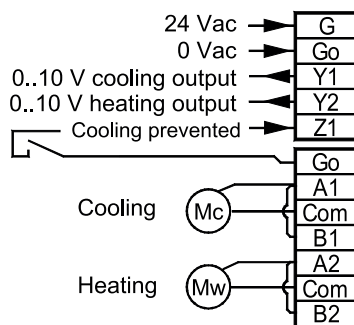 24 Vac G
0 Vac Go
0..10 V cooling output Y1
0..10 V heating output Y2
Cooling prevented Z1
Go
A1
Cooling Mc Com
B1
A2
Heating Mw Com
B2